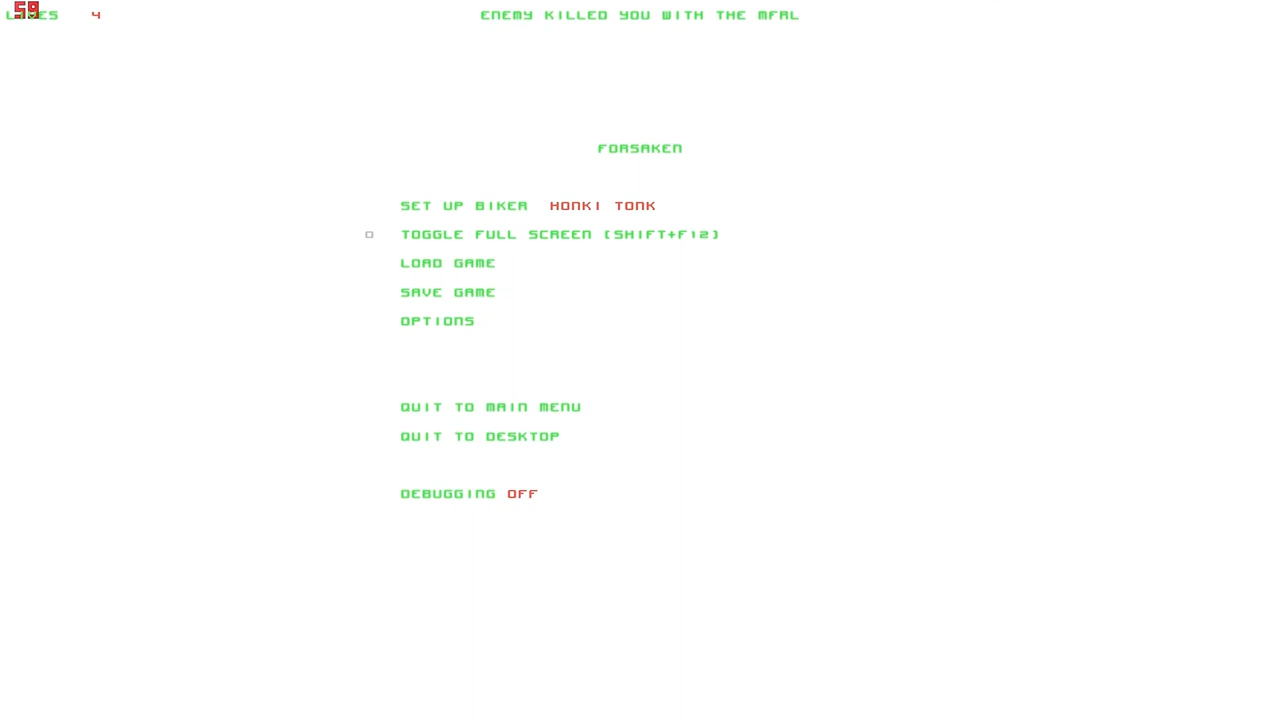 59
LIVES 4
ENEMY KILLED YOU WITH THE MFRL
FORSAKEN
SET UP BIKER HONKI TONK
TOGGLE FULL SCREEN (SHIFT+F12)
LOAD GAME
SAVE GAME
OPTIONS
QUIT TO MAIN MENU
QUIT TO DESKTOP
DEBUGGING OFF